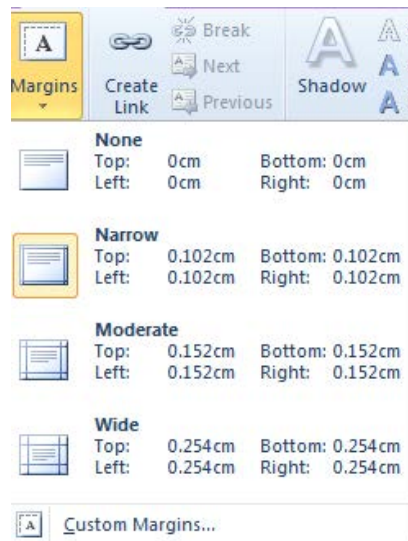 A
Margins
Create
Link
Break
Next
Previous
A
Shadow
A
A
A
None
Top: 0cm Bottom: 0cm
Left: 0cm Right: 0cm
Narrow
Top: 0.102cm Bottom: 0.102cm
Left: 0.102cm Right: 0.102cm
Moderate
Top: 0.152cm Bottom: 0.152cm
Left: 0.152cm Right: 0.152cm
Wide
Top: 0.254cm Bottom: 0.254cm
Left: 0.254cm Right: 0.254cm
A Custom Margins...